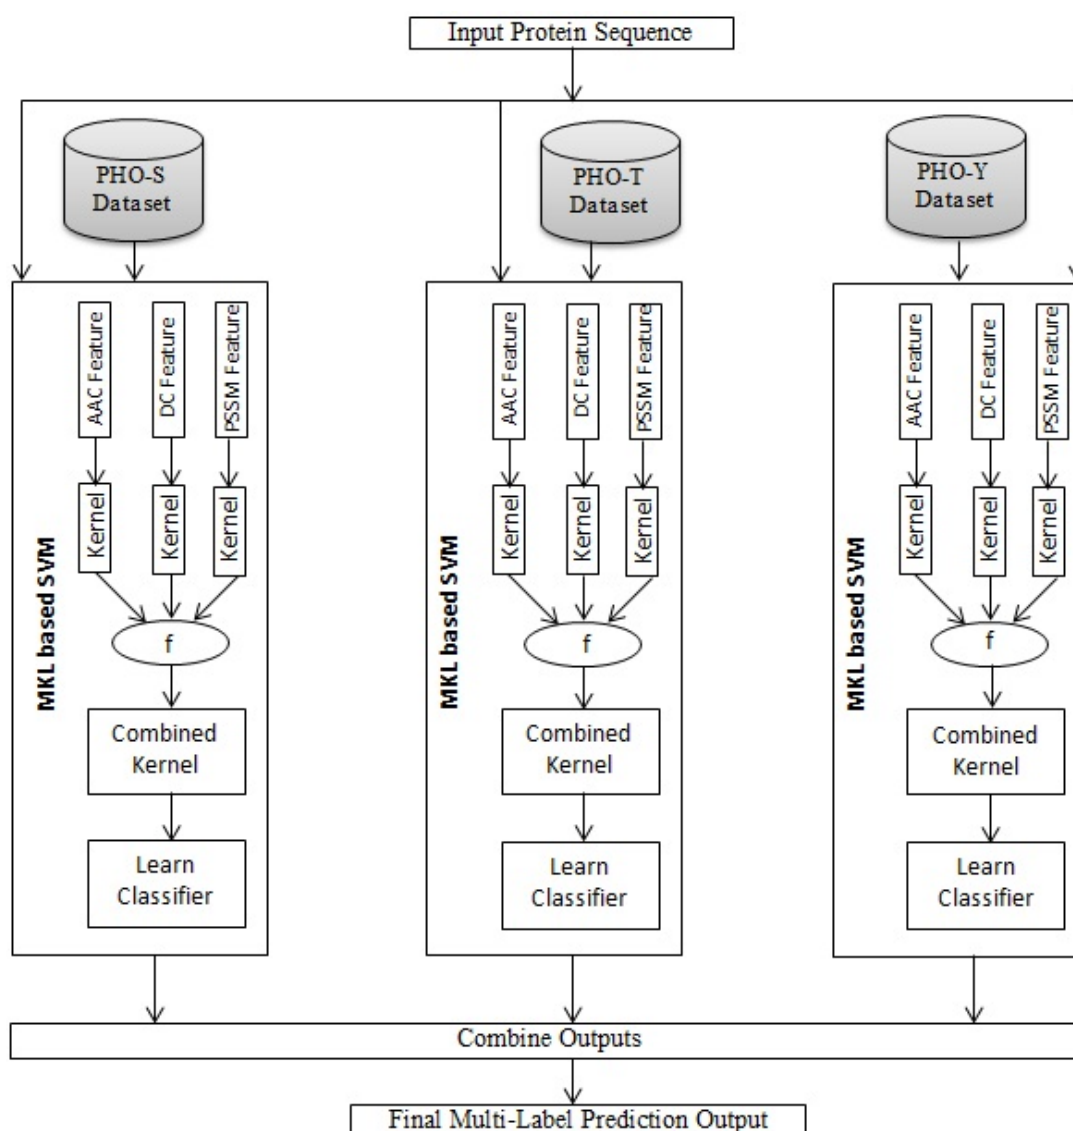 Input Protein Sequence
PHO-S
Dataset
PHO-T
Dataset
PHO-Y
Dataset
MKL based SVM
AAC Feature
DC Feature
PSSM Feature
Kernel
Kernel
Kernel
f
Combined
Kernel
Learn
Classifier
MKL based SVM
AAC Feature
DC Feature
PSSM Feature
Kernel
Kernel
Kernel
f
Combined
Kernel
Learn
Classifier
MKL based SVM
AAC Feature
DC Feature
PSSM Feature
Kernel
Kernel
Kernel
f
Combined
Kernel
Learn
Classifier
Combine Outputs
Final Multi-Label Prediction Output